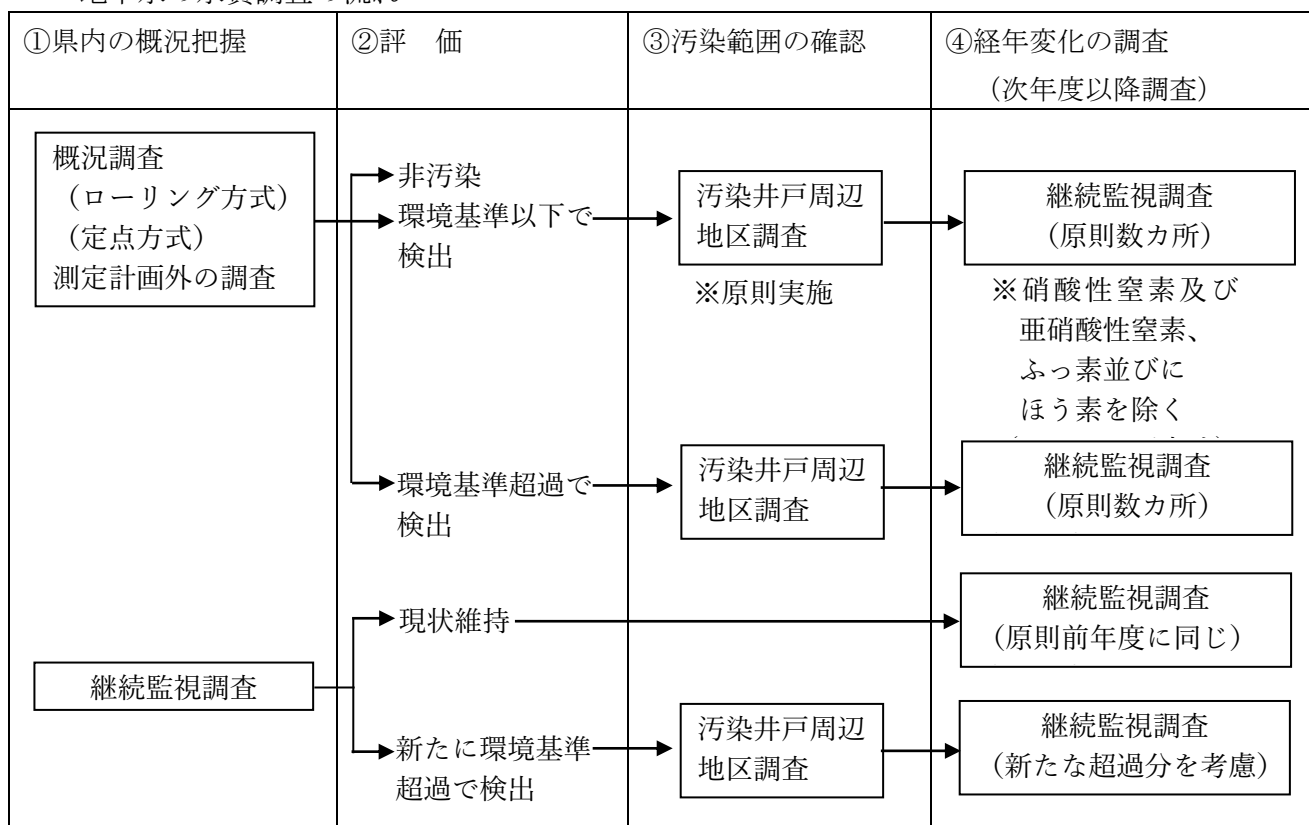 ①県内の概況把握
②評　価
③汚染範囲の確認
④経年変化の調査
（次年度以降調査）
概況調査
（ローリング方式）
（定点方式）
測定計画外の調査
非汚染
環境基準以下で
検出
汚染井戸周辺
地区調査
※原則実施
継続監視調査
（原則数カ所）
※硝酸性窒素及び
亜硝酸性窒素、
ふっ素並びに
ほう素を除く
環境基準超過で
検出
汚染井戸周辺
地区調査
継続監視調査
（原則数カ所）
継続監視調査
現状維持
継続監視調査
（原則前年度に同じ）
新たに環境基準
超過で検出
汚染井戸周辺
地区調査
継続監視調査
（新たな超過分を考慮）